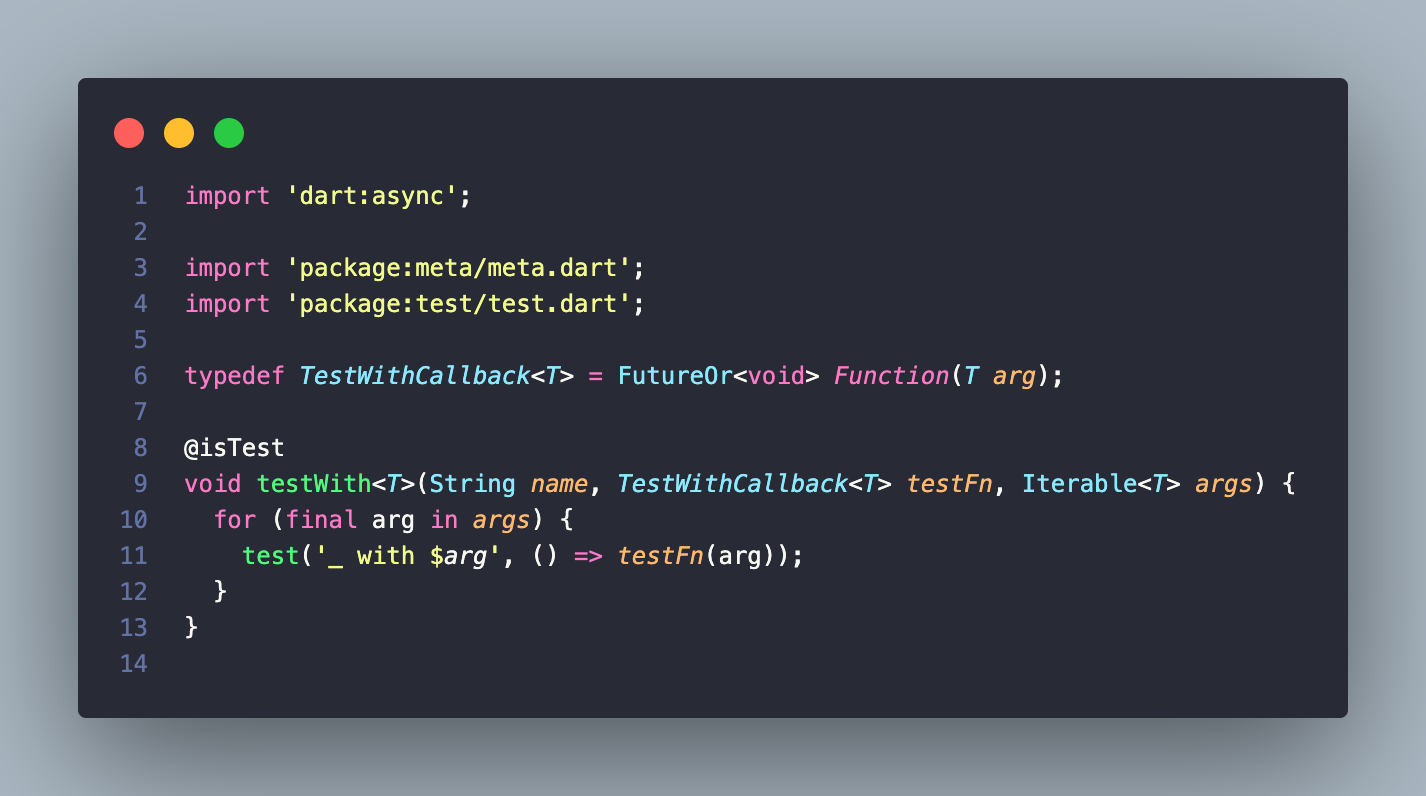 1 import 'dart:async';
2
3 import 'package:meta/meta.dart';
4 import 'package:test/test.dart';
5
6 typedef TestWithCallback<T> = FutureOr<void> Function(T arg);
7
8 @isTest
9 void testWith<T>(String name, TestWithCallback<T> testFn, Iterable<T> args) {
10   for (final arg in args) {
11     test('_ with $arg', () => testFn(arg));
12   }
13 }
14